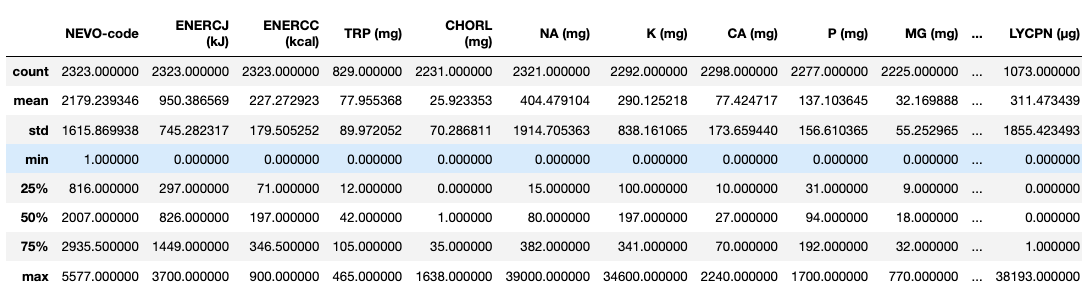 NEVO-code ENERCJ (kJ) ENERCC (kcal) TRP (mg) CHORL (mg) NA (mg) K (mg) CA (mg) P (mg) MG (mg) ... LYCPN (µg)
count 2323.000000 2323.000000 2323.000000 829.000000 2231.000000 2321.000000 2292.000000 2298.000000 2277.000000 2225.000000 ... 1073.000000
mean 2179.239346 950.386569 227.272923 77.955368 25.923353 404.479104 290.125218 77.424717 137.103645 32.169888 ... 311.473439
std 1615.869938 745.282317 179.505252 89.972052 70.286811 1914.705363 838.161065 173.659440 156.610365 55.252965 ... 1855.423493
min 1.000000 0.000000 0.000000 0.000000 0.000000 0.000000 0.000000 0.000000 0.000000 0.000000 ... 0.000000
25% 816.000000 297.000000 71.000000 12.000000 0.000000 15.000000 100.000000 10.000000 31.000000 9.000000 ... 0.000000
50% 2007.000000 826.000000 197.000000 42.000000 1.000000 80.000000 197.000000 27.000000 94.000000 18.000000 ... 0.000000
75% 2935.500000 1449.000000 346.500000 105.000000 35.000000 382.000000 341.000000 70.000000 192.000000 32.000000 ... 1.000000
max 5577.000000 3700.000000 900.000000 465.000000 1638.000000 39000.000000 34600.000000 2240.000000 1700.000000 770.000000 ... 38193.000000